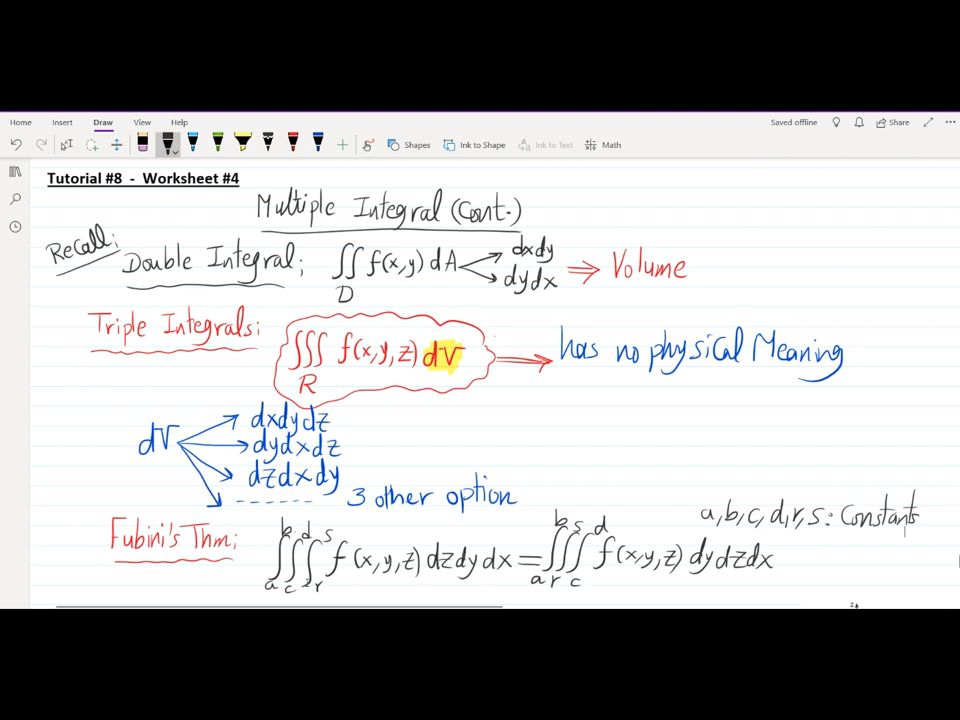 Home Insert Draw View Help Saved offline Share
Shapes Ink to Shape Ink to Text Math
Tutorial #8 - Worksheet #4
Multiple Integral (Cont.)
Recall:
Double Integral; ∬_D f(x,y) dA → dxdy → dydx ⇒ Volume
Triple Integrals: ∭_R f(x,y,z) dV ⟹ has no physical Meaning
dV → dxdydz
→ dydxdz
→ dzdxdy
→ ------- 3 other option
a,b,c,d,r,s: Constants
Fubini's Thm; ∫_a^b ∫_c^d ∫_r^s f(x,y,z) dzdydx = ∫_a^b ∫_r^s ∫_c^d f(x,y,z) dydzdx